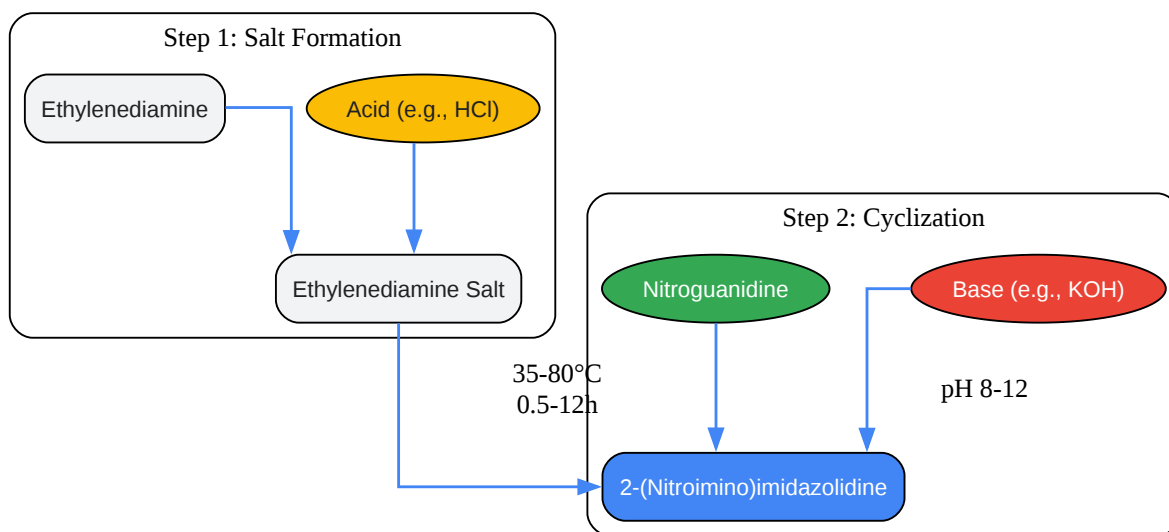 Step 1: Salt Formation
Ethylenediamine
Acid (e.g., HCl)
Ethylenediamine Salt
Step 2: Cyclization
Nitroguanidine
Base (e.g., KOH)
35-80°C
0.5-12h
pH 8-12
2-(Nitroimino)imidazolidine